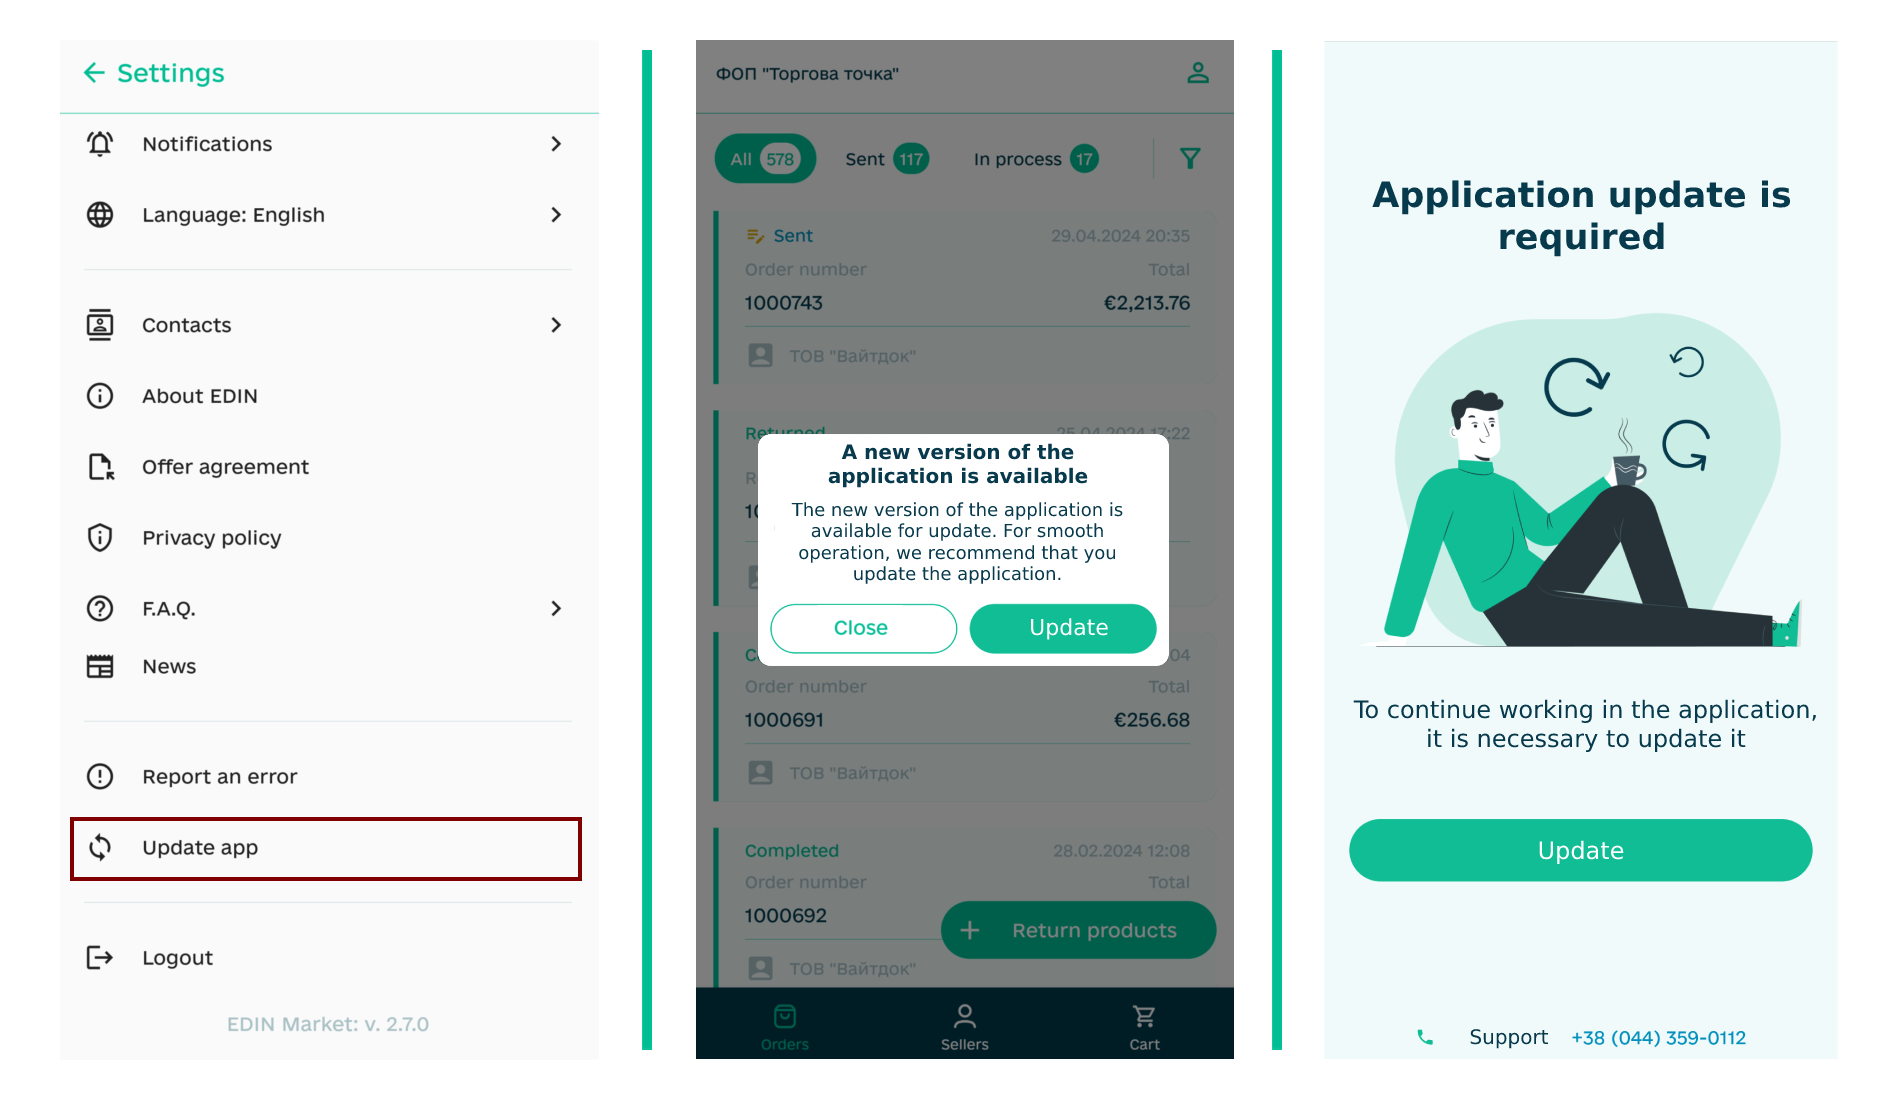 Settings
Notifications
Language: English
Contacts
About EDIN
Offer agreement
Privacy policy
F.A.Q.
News
Report an error
Update app
Logout
EDIN Market: v. 2.7.0
ФОП "Торгова точка"
All 578 Sent 117 In process 17
Sent 29.04.2024 20:35
Order number Total
1000743 €2,213.76
ТОВ "Вайтдок"
Returned 25.04.2024 17:22
A new version of the
application is available
The new version of the application is
available for update. For smooth
operation, we recommend that you
update the application.
Close Update
Order number Total
1000691 €256.68
ТОВ "Вайтдок"
Completed 28.02.2024 12:08
Order number Total
1000692
Return products
ТОВ "Вайтдок"
Orders Sellers Cart
Application update is
required
To continue working in the application,
it is necessary to update it
Update
Support +38 (044) 359-0112